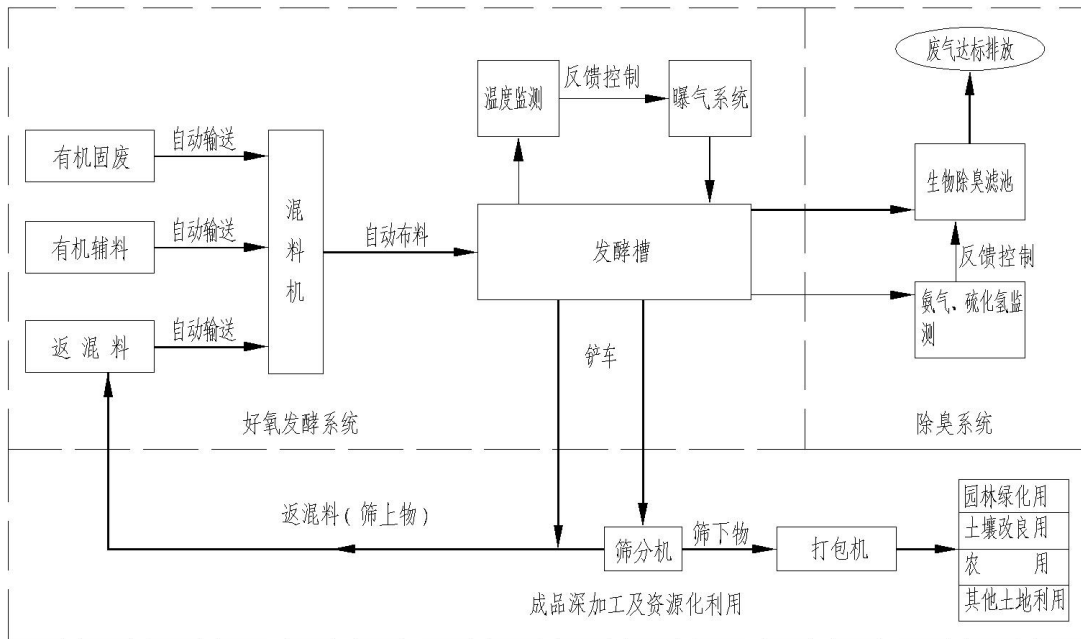 废气达标排放
温度监测
反馈控制
曝气系统
有机固废
自动输送
生物除臭滤池
混料机
有机辅料
自动输送
自动布料
发酵槽
反馈控制
氨气、硫化氢监
测
返混料
自动输送
铲车
好氧发酵系统
除臭系统
返混料(筛上物)
园林绿化用
土壤改良用
农 用
其他土地利用
筛分机
筛下物
打包机
成品深加工及资源化利用